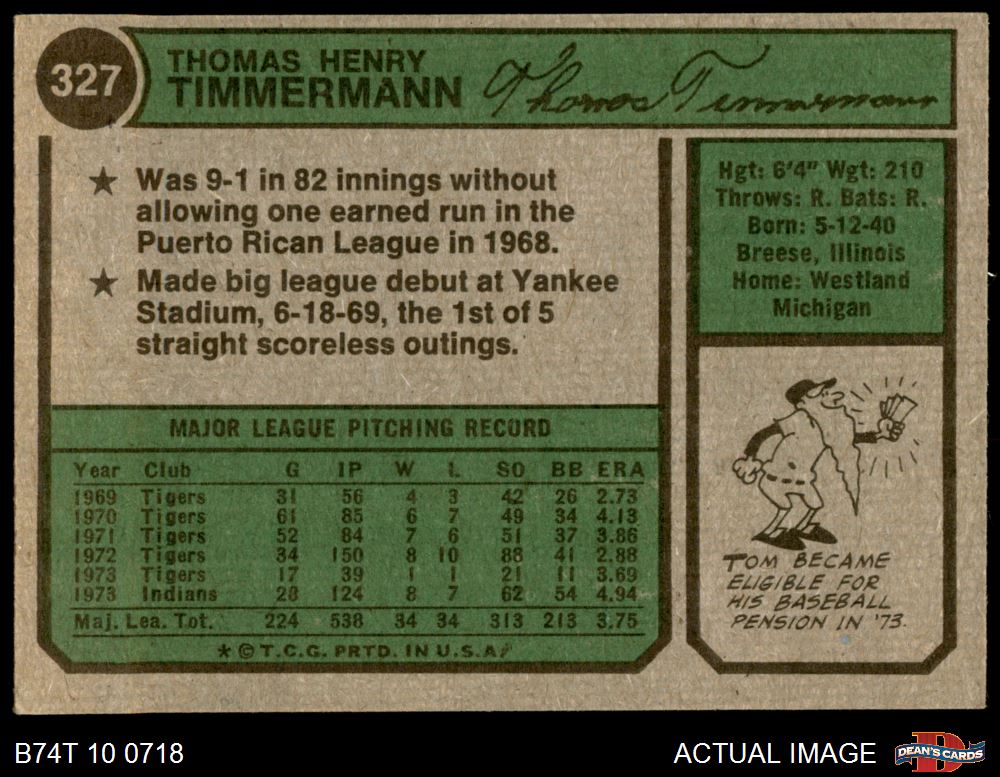 327
THOMAS HENRY
TIMMERMANN
Thomas Timmermann
★ Was 9-1 in 82 innings without
allowing one earned run in the
Puerto Rican League in 1968.
★ Made big league debut at Yankee
Stadium, 6-18-69, the 1st of 5
straight scoreless outings.
Hgt: 6'4" Wgt: 210
Throws: R. Bats: R.
Born: 5-12-40
Breese, Illinois
Home: Westland
Michigan
MAJOR LEAGUE PITCHING RECORD
Year Club G IP W L SO BB ERA
1969 Tigers 31 56 4 3 42 26 2.73
1970 Tigers 61 85 6 7 49 34 4.13
1971 Tigers 52 84 7 6 51 37 3.86
1972 Tigers 34 150 8 10 88 41 2.88
1973 Tigers 17 39 1 1 21 11 3.69
1973 Indians 28 124 8 7 62 54 4.94
Maj. Lea. Tot. 224 538 34 34 313 213 3.75
★ © T.C.G. PRTD. IN U.S.A.
TOM BECAME
ELIGIBLE FOR
HIS BASEBALL
PENSION IN '73.
B74T 10 0718
ACTUAL IMAGE
D
DEAN'S CARDS